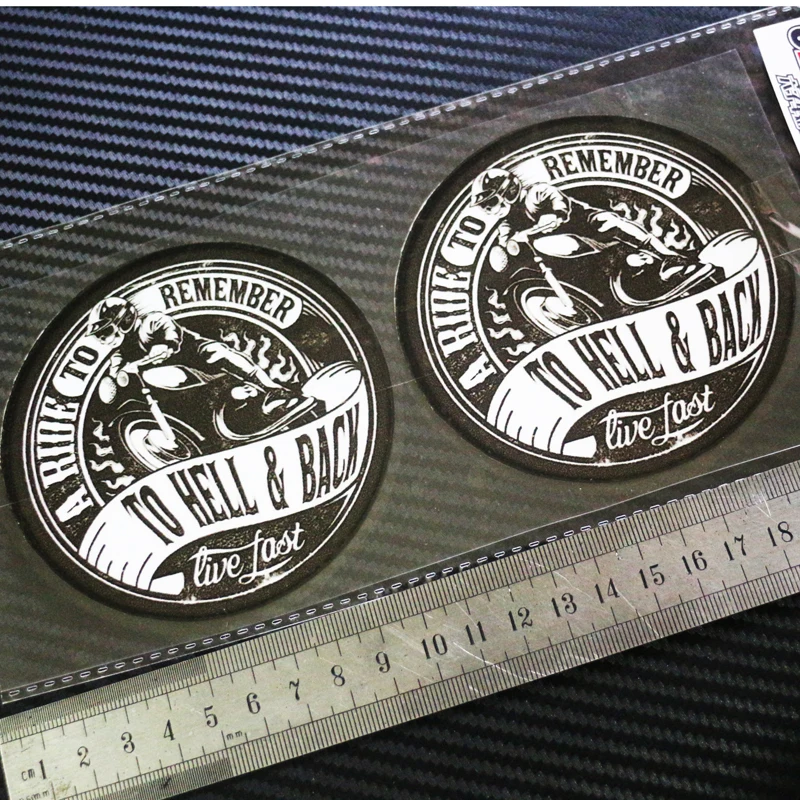 A RIDE TO REMEMBER
TO HELL & BACK
live fast
A RIDE TO REMEMBER
TO HELL & BACK
live fast
cm 1 2 3 4 5 6 7 8 9 10 11 12 13 14 15 16 17 18
mm